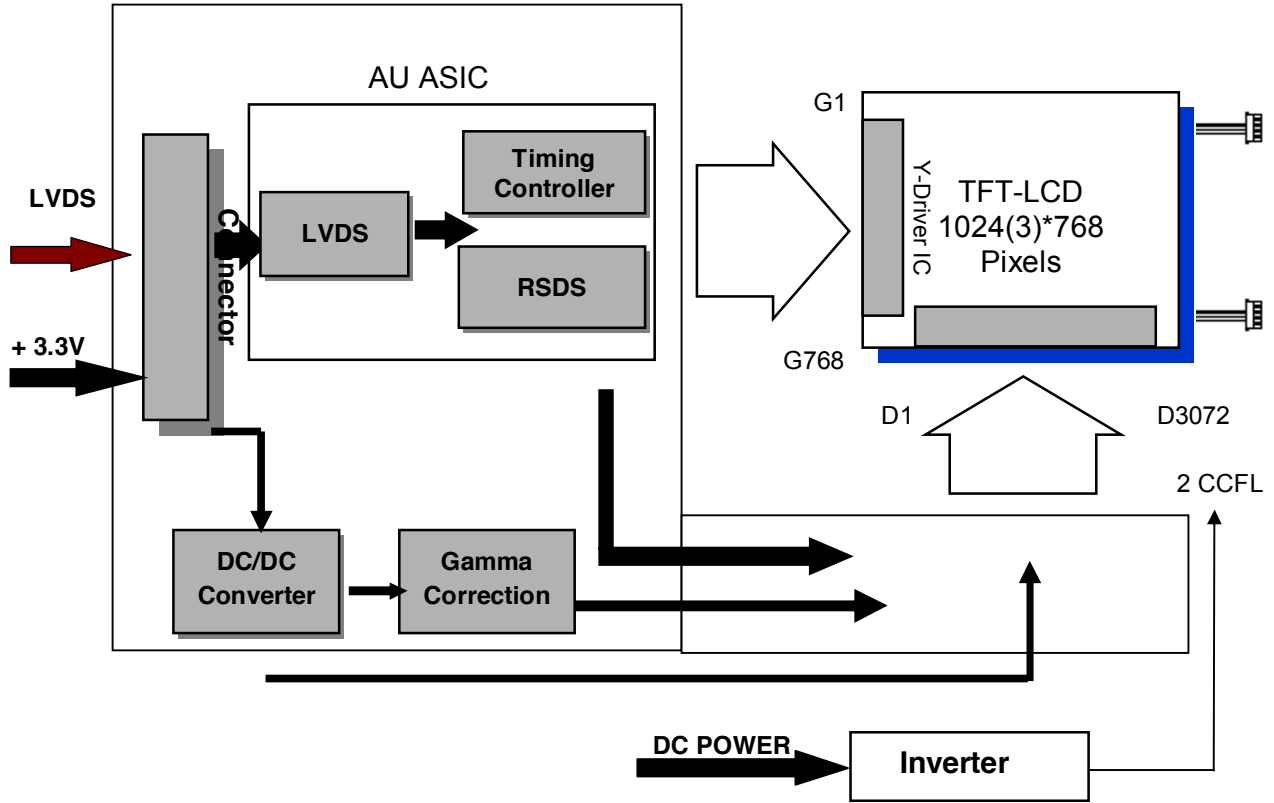 AU ASIC
G1
Timing
Controller
LVDS
LVDS
Connector
RSDS
+ 3.3V
Y-Driver IC
TFT-LCD
1024(3)*768
Pixels
G768
D1
D3072
2 CCFL
DC/DC
Converter
Gamma
Correction
DC POWER
Inverter